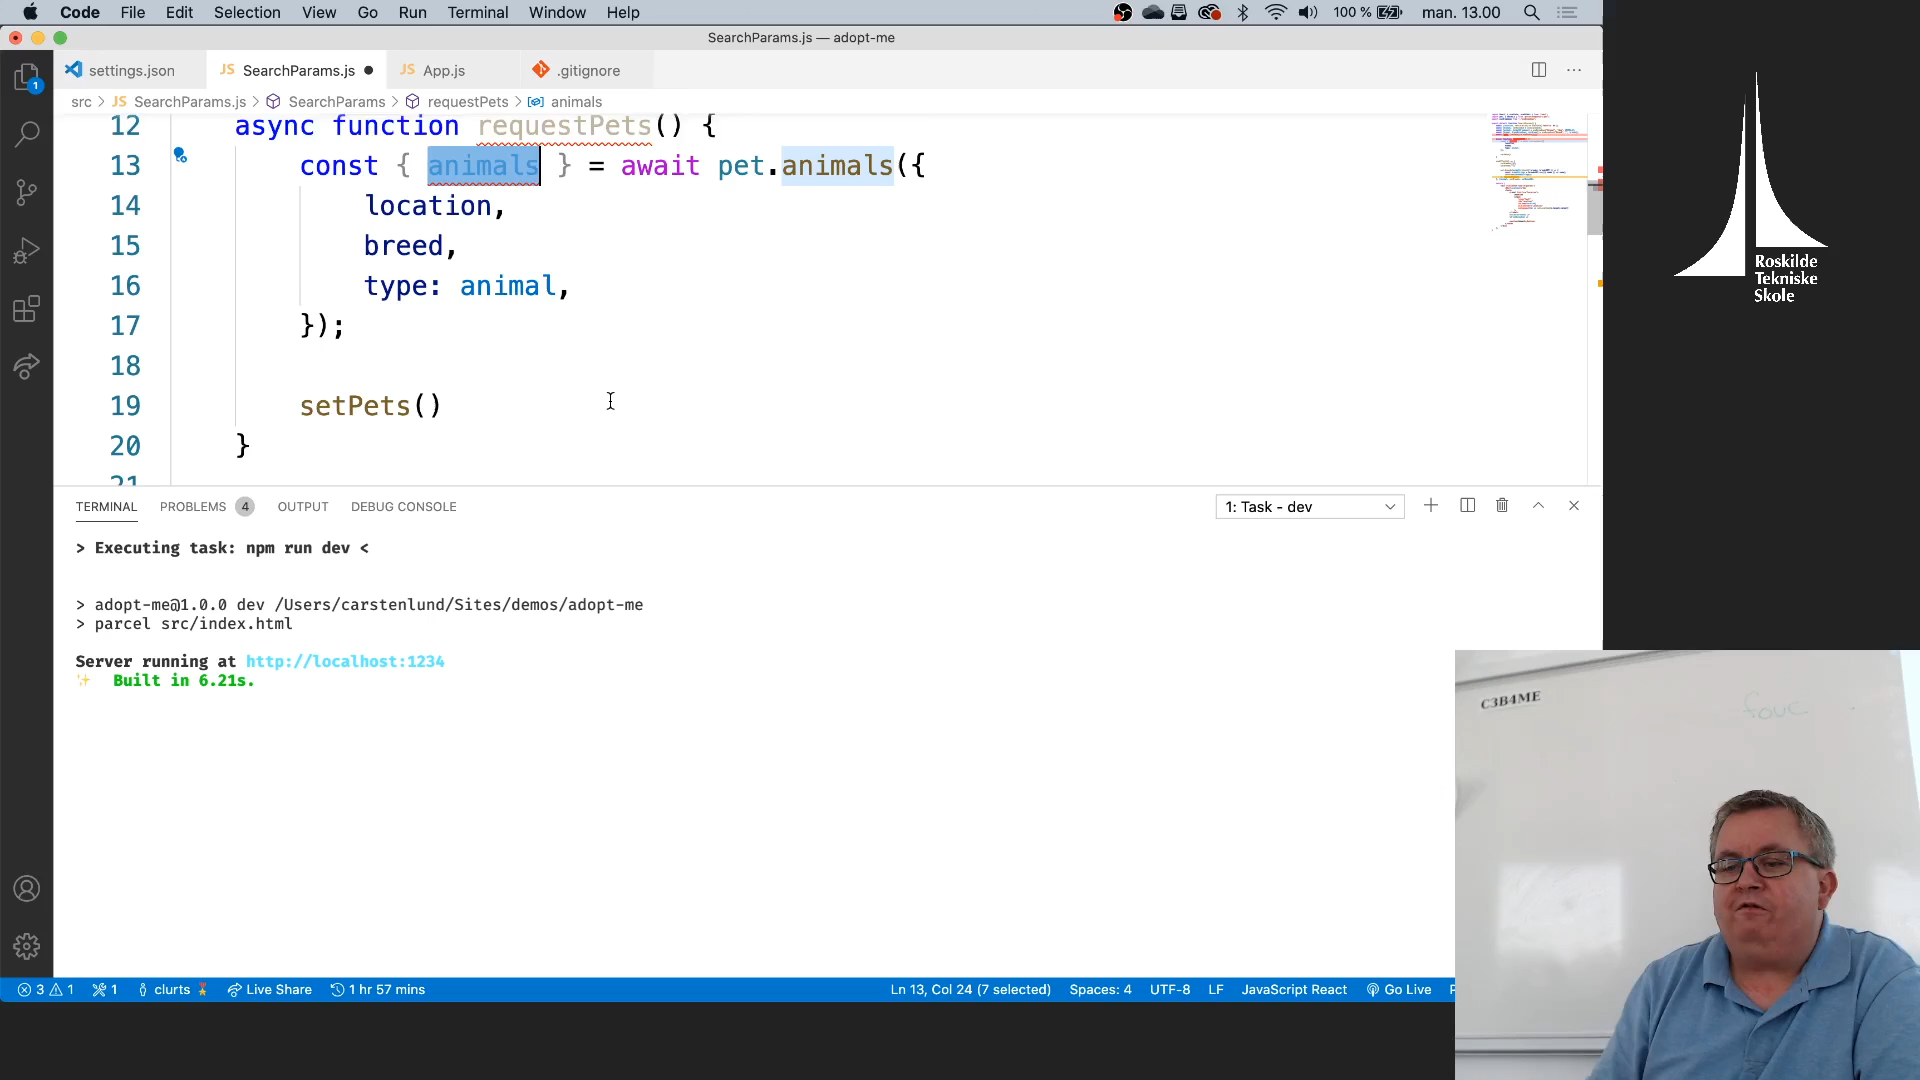 Code File Edit Selection View Go Run Terminal Window Help 100 % man. 13.00
SearchParams.js — adopt-me
settings.json JS SearchParams.js JS App.js .gitignore
src JS SearchParams.js SearchParams requestPets animals
12 async function requestPets() {
13 const { animals } = await pet.animals({
14 location,
15 breed,
16 type: animal,
17 });
18
19 setPets()
20 }
21
TERMINAL PROBLEMS 4 OUTPUT DEBUG CONSOLE 1: Task - dev
> Executing task: npm run dev <
> adopt-me@1.0.0 dev /Users/carstenlund/Sites/demos/adopt-me
> parcel src/index.html
Server running at http://localhost:1234
Built in 6.21s.
1
3 1 1 clurts Live Share 1 hr 57 mins Ln 13, Col 24 (7 selected) Spaces: 4 UTF-8 LF JavaScript React Go Live
Roskilde
Tekniske
Skole
C3B4ME
fouc